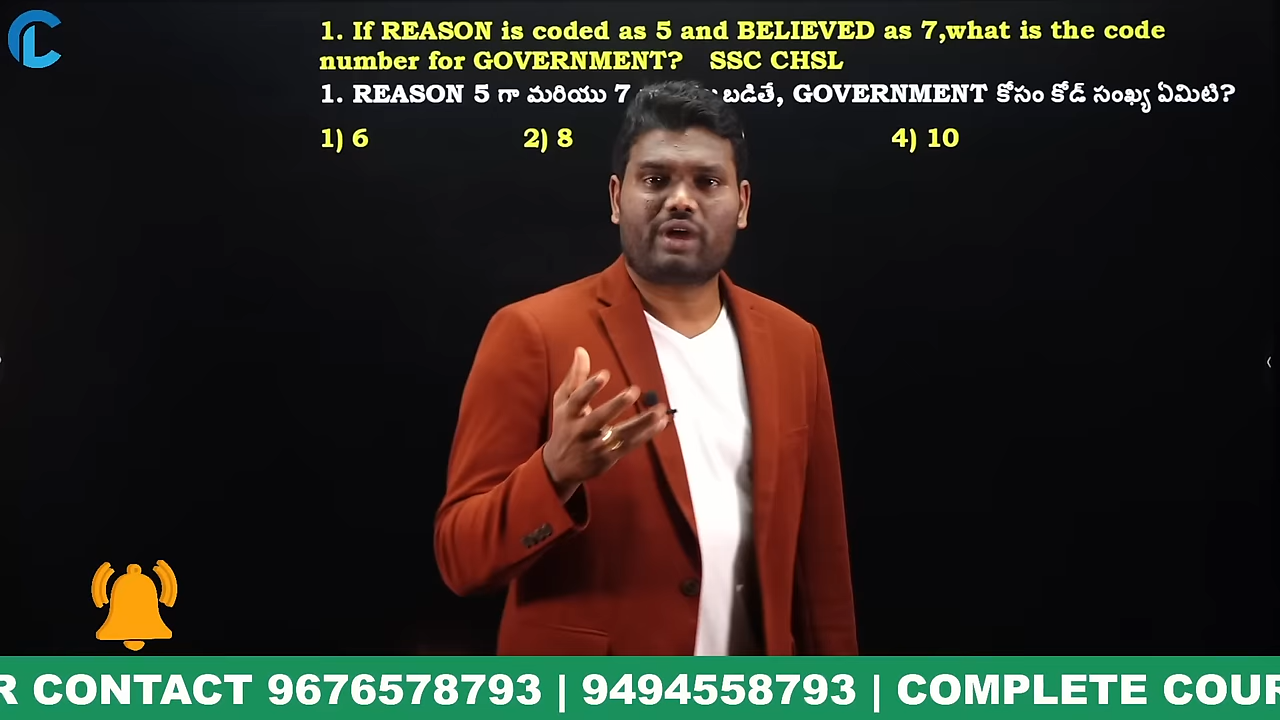 1. If REASON is coded as 5 and BELIEVED as 7,what is the code
number for GOVERNMENT? SSC CHSL
1. REASON 5 గా మరియు 7 బడితే, GOVERNMENT కోసం కోడ్ సంఖ్య ఏమిటి?
1) 6 2) 8 4) 10
R CONTACT 9676578793 | 9494558793 | COMPLETE COUR